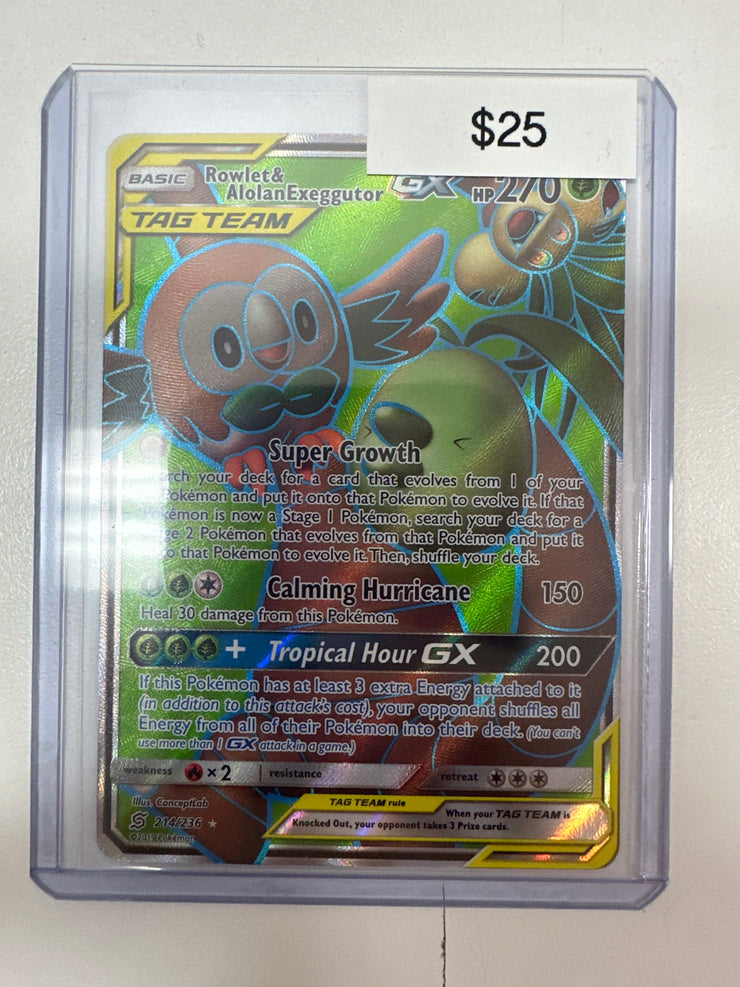 $25
BASIC Rowlet&
AlolanExeggutor GX HP 270
TAG TEAM
Super Growth
rch your deck for a card that evolves from 1 of your
okémon and put it onto that Pokémon to evolve it. If that
émon is now a Stage 1 Pokémon, search your deck for a
e 2 Pokémon that evolves from that Pokémon and put it
o that Pokémon to evolve it. Then, shuffle your deck.
Calming Hurricane 150
Heal 30 damage from this Pokémon.
+ Tropical Hour GX 200
If this Pokémon has at least 3 extra Energy attached to it
(in addition to this attack's cost), your opponent shuffles all
Energy from all of their Pokémon into their deck. (You can't
use more than 1 GX attack in a game.)
weakness ×2 resistance retreat
Illus. ConceptLab
214/236 ★
©2019 Pokémon
TAG TEAM rule
When your TAG TEAM is
Knocked Out, your opponent takes 3 Prize cards.